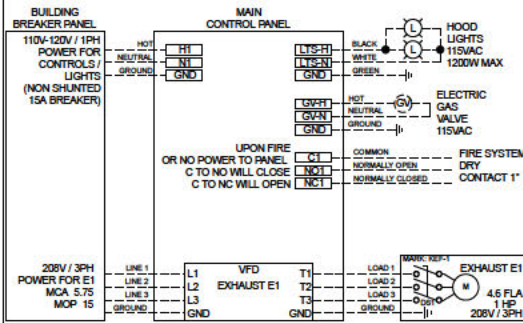 BUILDING
BREAKER PANEL
MAIN
CONTROL PANEL
110V-120V / 1PH
POWER FOR
CONTROLS /
LIGHTS
(NON SHUNTED
15A BREAKER)
HOT
NEUTRAL
GROUND
H1
N1
GND
LTS-H
LTS-N
GND
BLACK
WHITE
GREEN
L
L
HOOD
LIGHTS
115VAC
1200W MAX
GV-H
GV-N
GND
HOT
NEUTRAL
GROUND
GV
ELECTRIC
GAS
VALVE
115VAC
UPON FIRE
OR NO POWER TO PANEL
C TO NO WILL CLOSE
C TO NC WILL OPEN
C1
NO1
NC1
COMMON
NORMALLY OPEN
NORMALLY CLOSED
FIRE SYSTEM
DRY
CONTACT 1"
208V / 3PH
POWER FOR E1
MCA 5.75
MOP 15
LINE 1
LINE 2
LINE 3
GROUND
L1
L2
L3
GND
VFD
EXHAUST E1
T1
T2
T3
GND
LOAD 1
LOAD 2
LOAD 3
GROUND
MARK: KEF-1
DS1
M
EXHAUST E1
4.6 FLA
1 HP
208V / 3PH